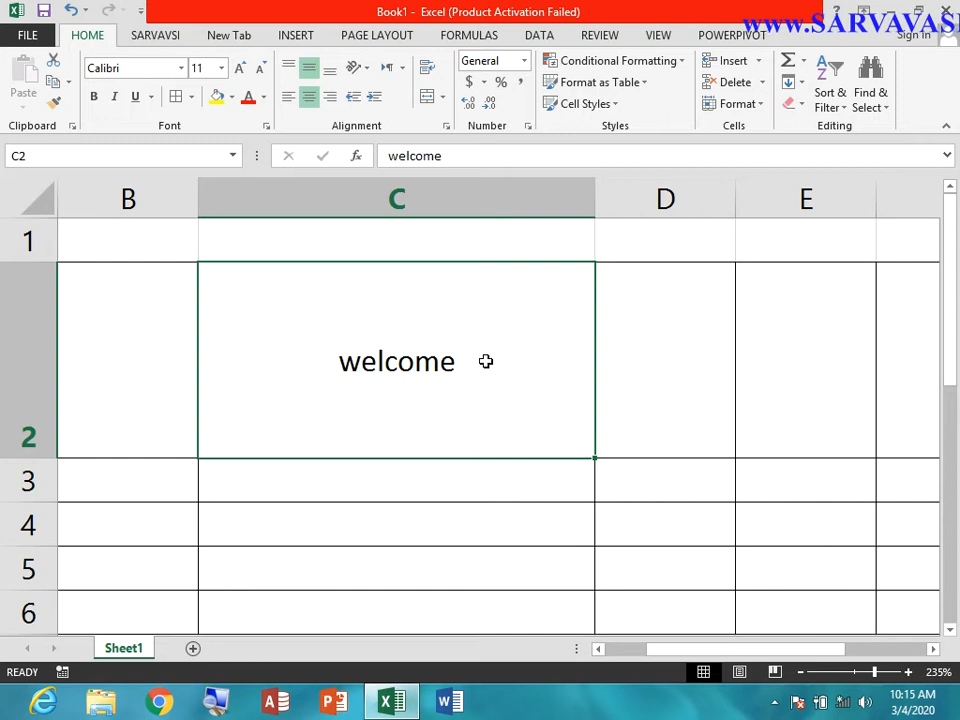 Book1 - Excel (Product Activation Failed)
www.SARVAVAS
FILE HOME SARVAVSI New Tab INSERT PAGE LAYOUT FORMULAS DATA REVIEW VIEW POWERPIVOT Sign in
Calibri 11 General Conditional Formatting Insert
Paste B I U A $ % , Format as Table Delete Sort & Filter Find & Select
Cell Styles Format
Clipboard Font Alignment Number Styles Cells Editing
C2 fx welcome
B C D E
1
welcome
2
3
4
5
6
Sheet1
READY 235%
10:15 AM
3/4/2020